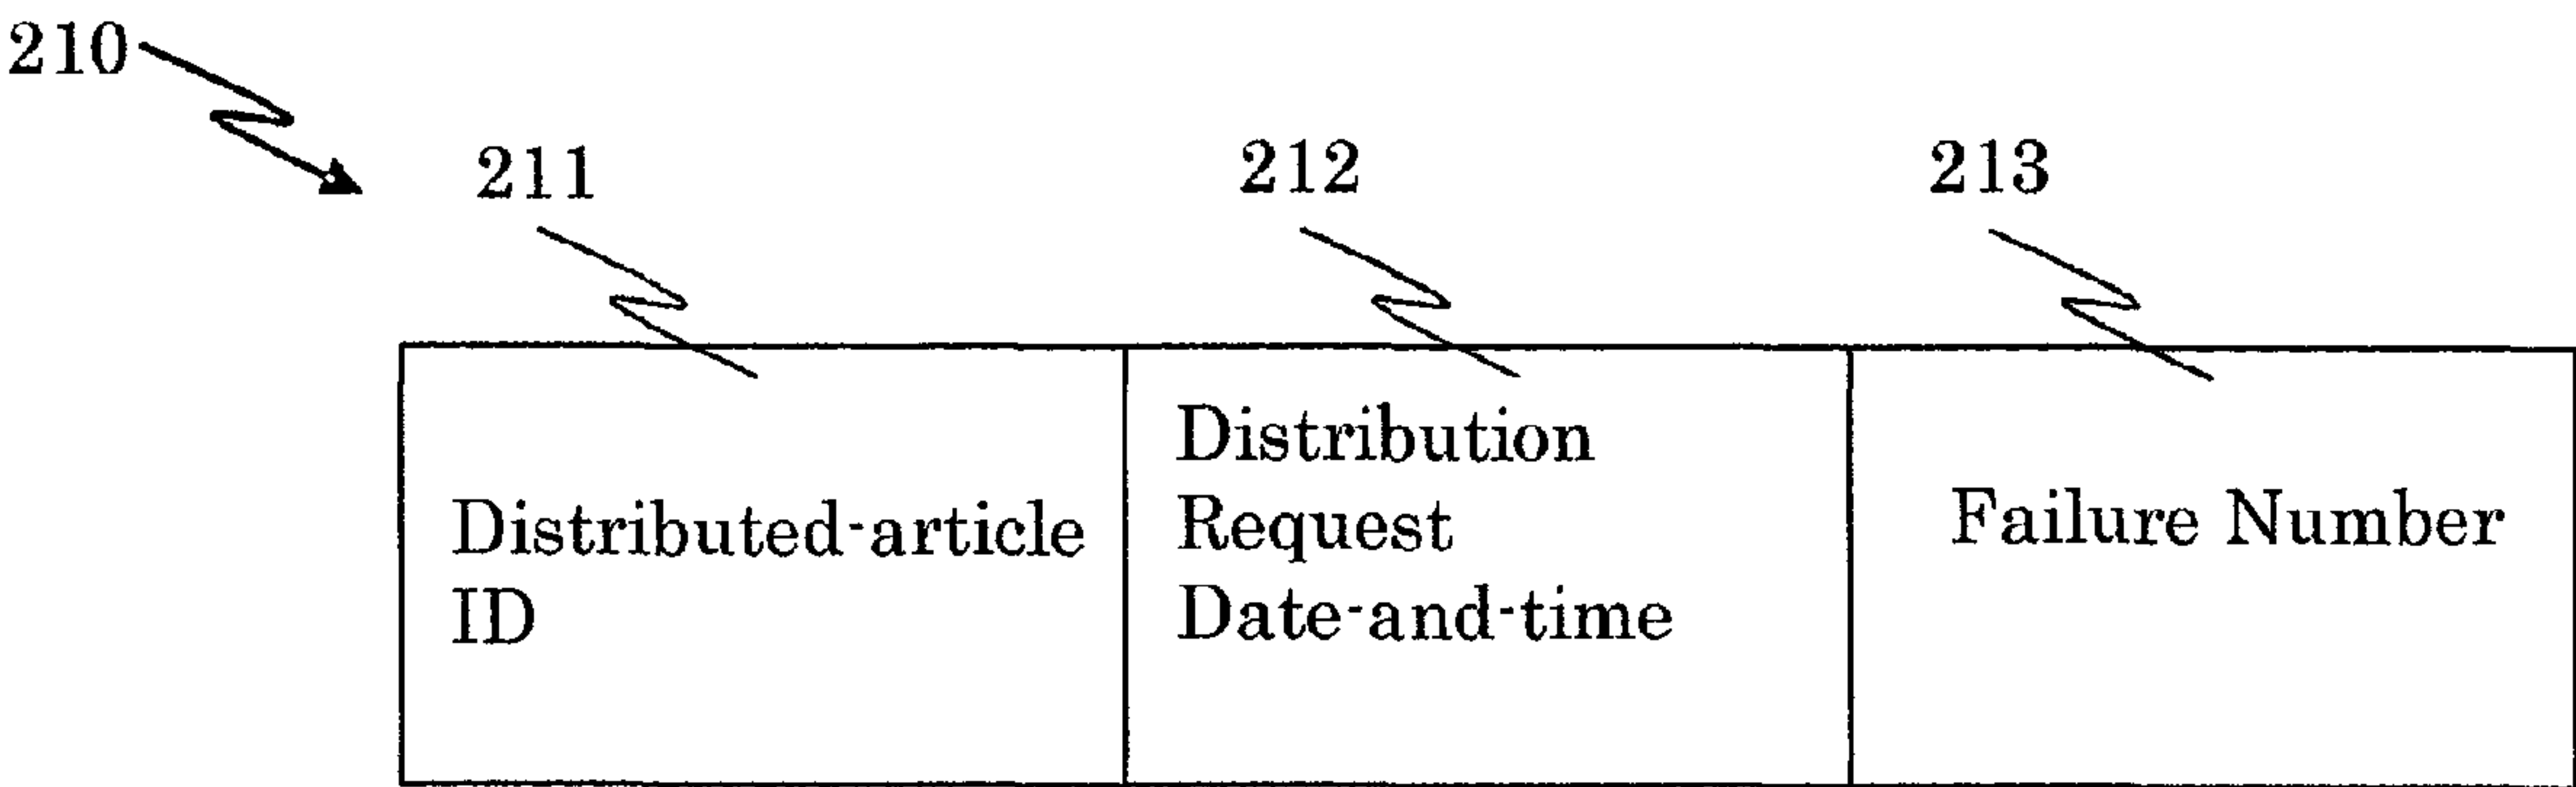 210
211
212
213
Distributed-article
ID
Distribution
Request
Date-and-time
Failure Number